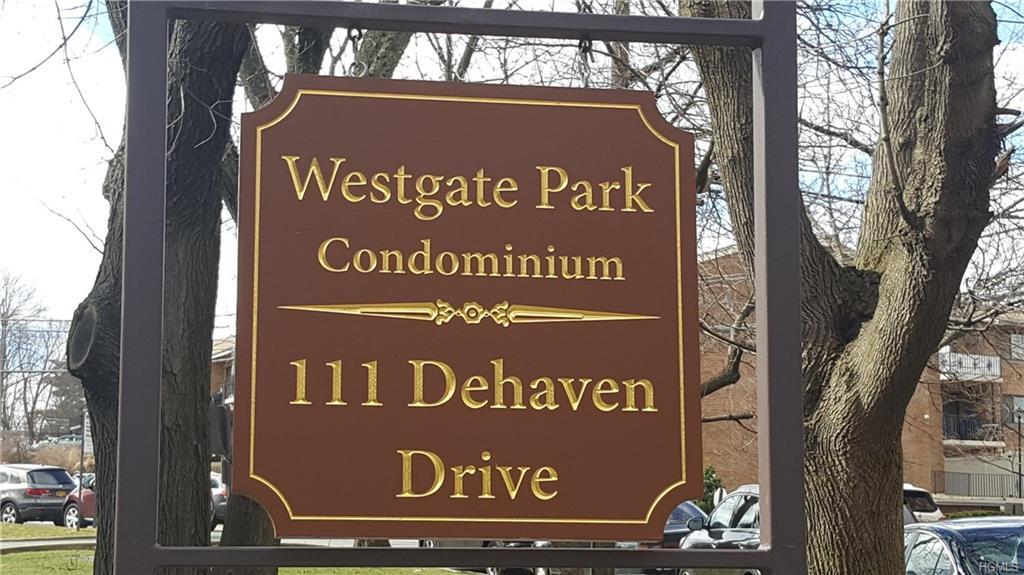 Westgate Park
Condominium
111 Dehaven
Drive
HGMLS